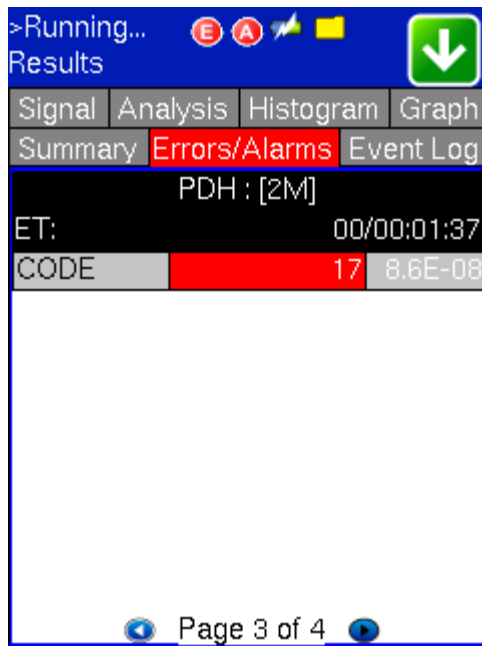 >Running...
E A
Results
Signal Analysis Histogram Graph
Summary Errors/Alarms Event Log
PDH : [2M]
ET: 00/00:01:37
CODE 17 8.6E-08
Page 3 of 4